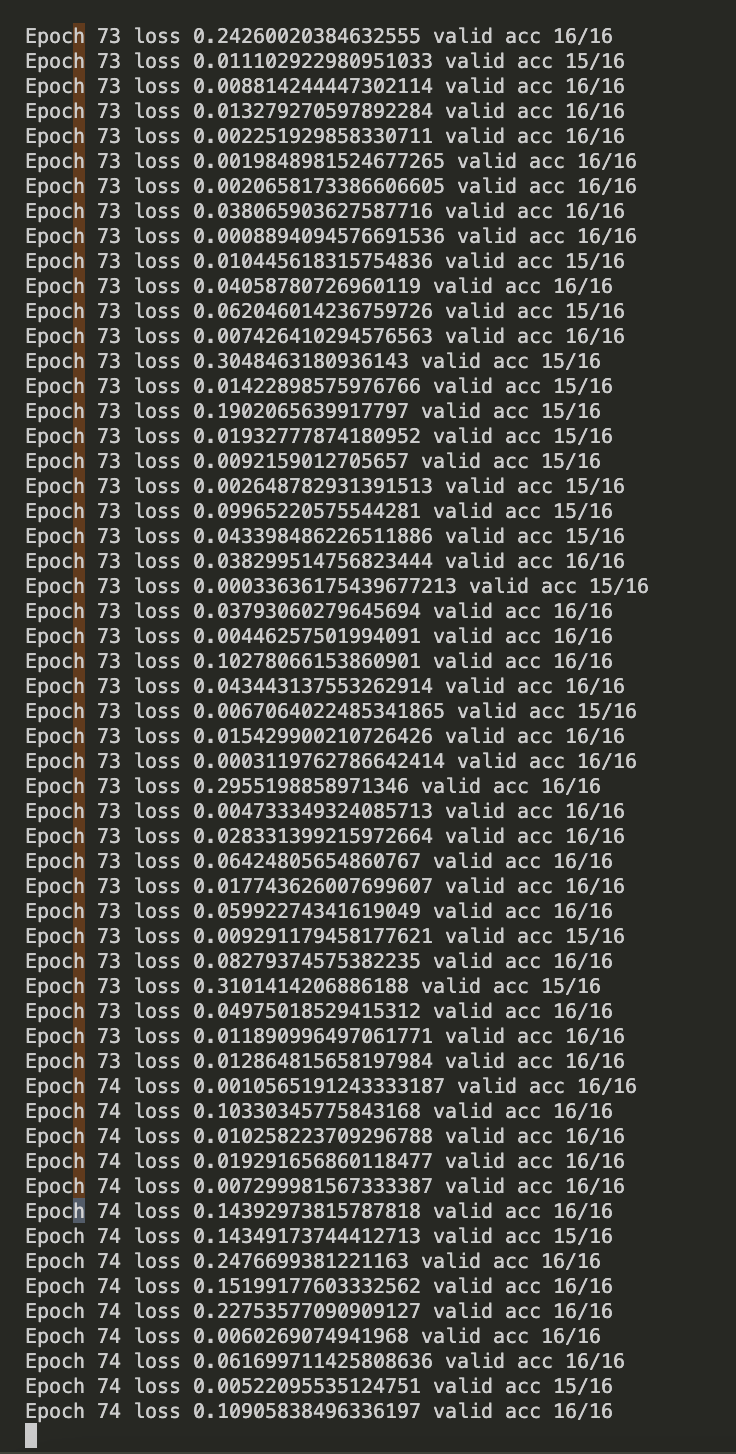 Epoch 73 loss 0.24260020384632555 valid acc 16/16
Epoch 73 loss 0.011102922980951033 valid acc 15/16
Epoch 73 loss 0.008814244447302114 valid acc 16/16
Epoch 73 loss 0.013279270597892284 valid acc 16/16
Epoch 73 loss 0.002251929858330711 valid acc 16/16
Epoch 73 loss 0.0019848981524677265 valid acc 16/16
Epoch 73 loss 0.0020658173386606605 valid acc 16/16
Epoch 73 loss 0.038065903627587716 valid acc 16/16
Epoch 73 loss 0.0008894094576691536 valid acc 16/16
Epoch 73 loss 0.010445618315754836 valid acc 15/16
Epoch 73 loss 0.04058780726960119 valid acc 16/16
Epoch 73 loss 0.062046014236759726 valid acc 15/16
Epoch 73 loss 0.007426410294576563 valid acc 16/16
Epoch 73 loss 0.3048463180936143 valid acc 15/16
Epoch 73 loss 0.01422898575976766 valid acc 15/16
Epoch 73 loss 0.1902065639917797 valid acc 15/16
Epoch 73 loss 0.01932777874180952 valid acc 15/16
Epoch 73 loss 0.0092159012705657 valid acc 15/16
Epoch 73 loss 0.002648782931391513 valid acc 15/16
Epoch 73 loss 0.09965220575544281 valid acc 15/16
Epoch 73 loss 0.043398486226511886 valid acc 15/16
Epoch 73 loss 0.038299514756823444 valid acc 16/16
Epoch 73 loss 0.00033636175439677213 valid acc 15/16
Epoch 73 loss 0.03793060279645694 valid acc 16/16
Epoch 73 loss 0.00446257501994091 valid acc 16/16
Epoch 73 loss 0.10278066153860901 valid acc 16/16
Epoch 73 loss 0.043443137553262914 valid acc 16/16
Epoch 73 loss 0.0067064022485341865 valid acc 15/16
Epoch 73 loss 0.015429900210726426 valid acc 16/16
Epoch 73 loss 0.0003119762786642414 valid acc 16/16
Epoch 73 loss 0.2955198858971346 valid acc 16/16
Epoch 73 loss 0.004733349324085713 valid acc 16/16
Epoch 73 loss 0.028331399215972664 valid acc 16/16
Epoch 73 loss 0.06424805654860767 valid acc 16/16
Epoch 73 loss 0.017743626007699607 valid acc 16/16
Epoch 73 loss 0.05992274341619049 valid acc 16/16
Epoch 73 loss 0.009291179458177621 valid acc 15/16
Epoch 73 loss 0.08279374575382235 valid acc 16/16
Epoch 73 loss 0.3101414206886188 valid acc 15/16
Epoch 73 loss 0.04975018529415312 valid acc 16/16
Epoch 73 loss 0.011890996497061771 valid acc 16/16
Epoch 73 loss 0.012864815658197984 valid acc 16/16
Epoch 74 loss 0.0010565191243333187 valid acc 16/16
Epoch 74 loss 0.10330345775843168 valid acc 16/16
Epoch 74 loss 0.010258223709296788 valid acc 16/16
Epoch 74 loss 0.019291656860118477 valid acc 16/16
Epoch 74 loss 0.007299981567333387 valid acc 16/16
Epoch 74 loss 0.14392973815787818 valid acc 16/16
Epoch 74 loss 0.14349173744412713 valid acc 15/16
Epoch 74 loss 0.2476699381221163 valid acc 16/16
Epoch 74 loss 0.15199177603332562 valid acc 16/16
Epoch 74 loss 0.22753577090909127 valid acc 16/16
Epoch 74 loss 0.0060269074941968 valid acc 16/16
Epoch 74 loss 0.061699711425808636 valid acc 16/16
Epoch 74 loss 0.00522095535124751 valid acc 15/16
Epoch 74 loss 0.10905838496336197 valid acc 16/16